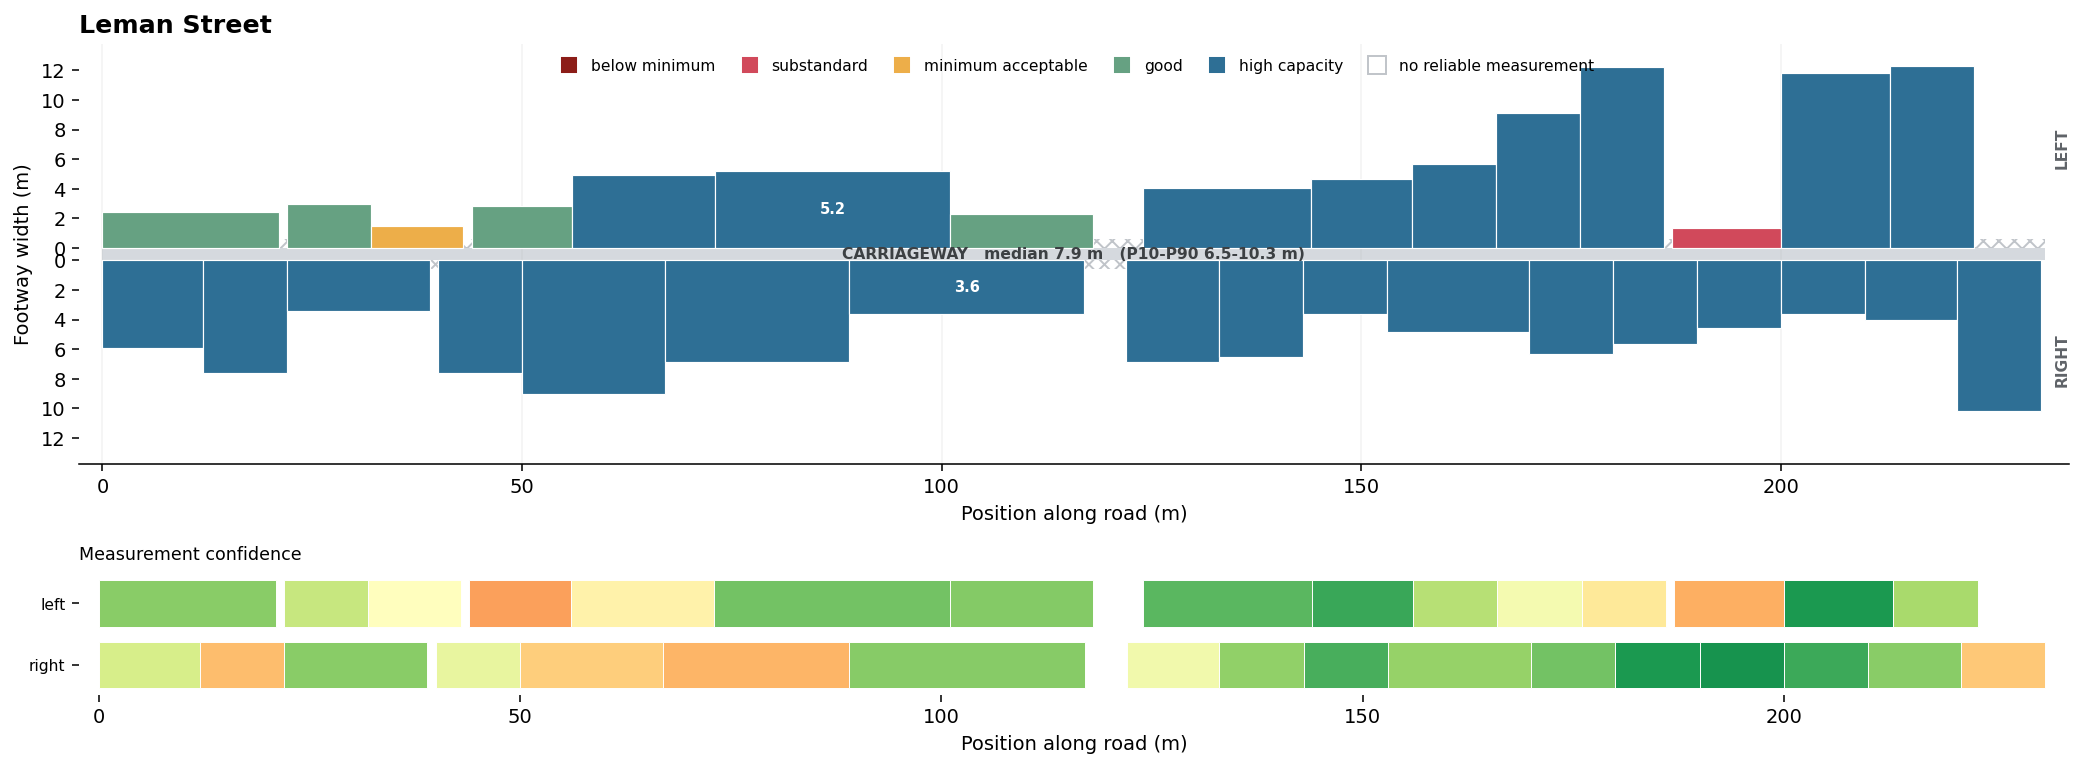 Leman Street
below minimum substandard minimum acceptable good high capacity no reliable measurement
12
10
8
6
4
2
0
0
2
4
6
8
10
12
Footway width (m)
5.2
CARRIAGEWAY median 7.9 m (P10-P90 6.5-10.3 m)
3.6
LEFT
RIGHT
0 50 100 150 200
Position along road (m)
Measurement confidence
left
right
0 50 100 150 200
Position along road (m)